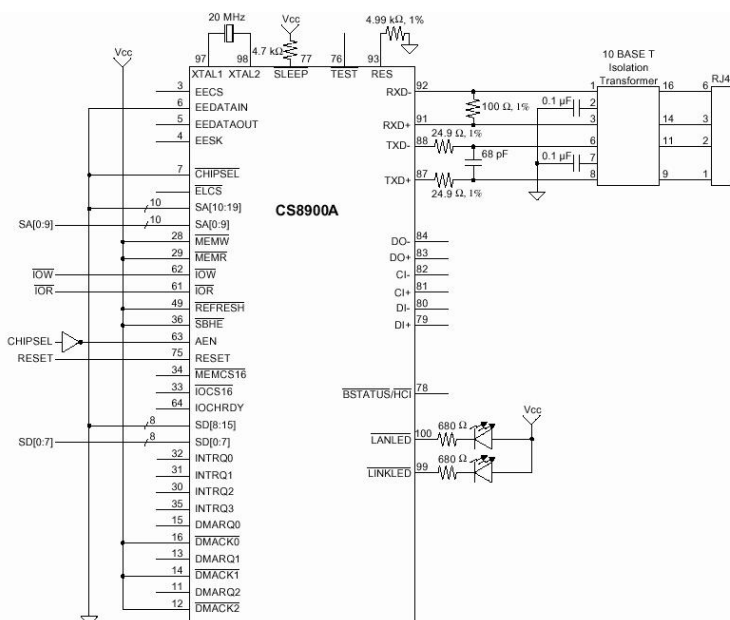 20 MHz
Vcc
4.99 kΩ, 1%
Vcc
4.7 kΩ
97
98
77
76
93
XTAL1
XTAL2
SLEEP
TEST
RES
10 BASE T
Isolation
Transformer
RJ4
3 EECS
6 EEDATAIN
5 EEDATAOUT
4 EESK
7 CHIPSEL
ELCS
10 SA[10:19]
SA[0:9] 10 SA[0:9]
28 MEMW
29 MEMR
IOW 62 IOW
IOR 61 IOR
49 REFRESH
36 SBHE
CHIPSEL 63 AEN
RESET 75 RESET
34 MEMCS16
33 IOCS16
64 IOCHRDY
8 SD[8:15]
SD[0:7] 8 SD[0:7]
32 INTRQ0
31 INTRQ1
30 INTRQ2
35 INTRQ3
15 DMARQ0
16 DMACK0
13 DMARQ1
14 DMACK1
11 DMARQ2
12 DMACK2
CS8900A
RXD- 92 1 16 6
0.1 µF 2
100 Ω, 1%
RXD+ 91 3 14 3
24.9 Ω, 1%
TXD- 88 6 11 2
68 pF
0.1 µF 7
TXD+ 87 8 9 1
24.9 Ω, 1%
DO- 84
DO+ 83
CI- 82
CI+ 81
DI- 80
DI+ 79
BSTATUS/HCI 78
Vcc
680 Ω
LANLED 100
680 Ω
LINKLED 99